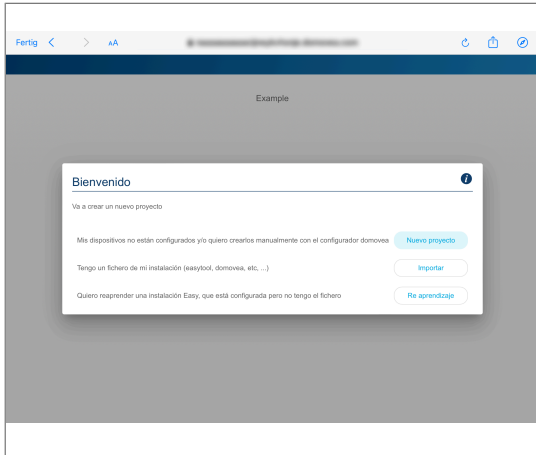 Fertig
AA
Example
Bienvenido
Va a crear un nuevo proyecto
Mis dispositivos no están configurados y/o quiero crearlos manualmente con el configurador domovea Nuevo proyecto
Tengo un fichero de mi instalación (easytool, domovea, etc, ...) Importar
Quiero reaprender una instalación Easy, que está configurada pero no tengo el fichero Re aprendizaje